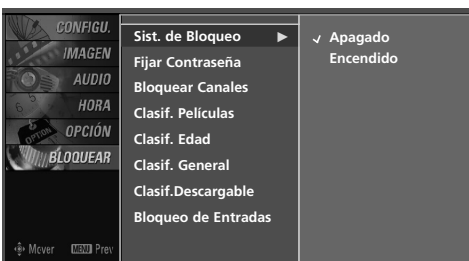 CONFIGU.
IMAGEN
AUDIO
HORA
OPCIÓN
BLOQUEAR
Mover MENU Prev
Sist. de Bloqueo ►
Fijar Contraseña
Bloquear Canales
Clasif. Películas
Clasif. Edad
Clasif. General
Clasif.Descargable
Bloqueo de Entradas
✓ Apagado
Encendido